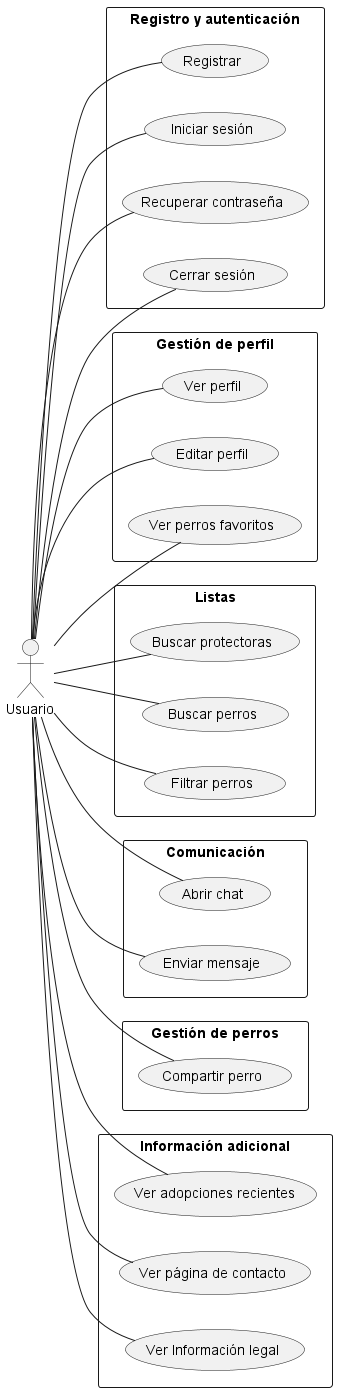 Registro y autenticación
Registrar
Iniciar sesión
Recuperar contraseña
Cerrar sesión
Gestión de perfil
Ver perfil
Editar perfil
Ver perros favoritos
Listas
Buscar protectoras
Usuario
Buscar perros
Filtrar perros
Comunicación
Abrir chat
Enviar mensaje
Gestión de perros
Compartir perro
Información adicional
Ver adopciones recientes
Ver página de contacto
Ver Información legal